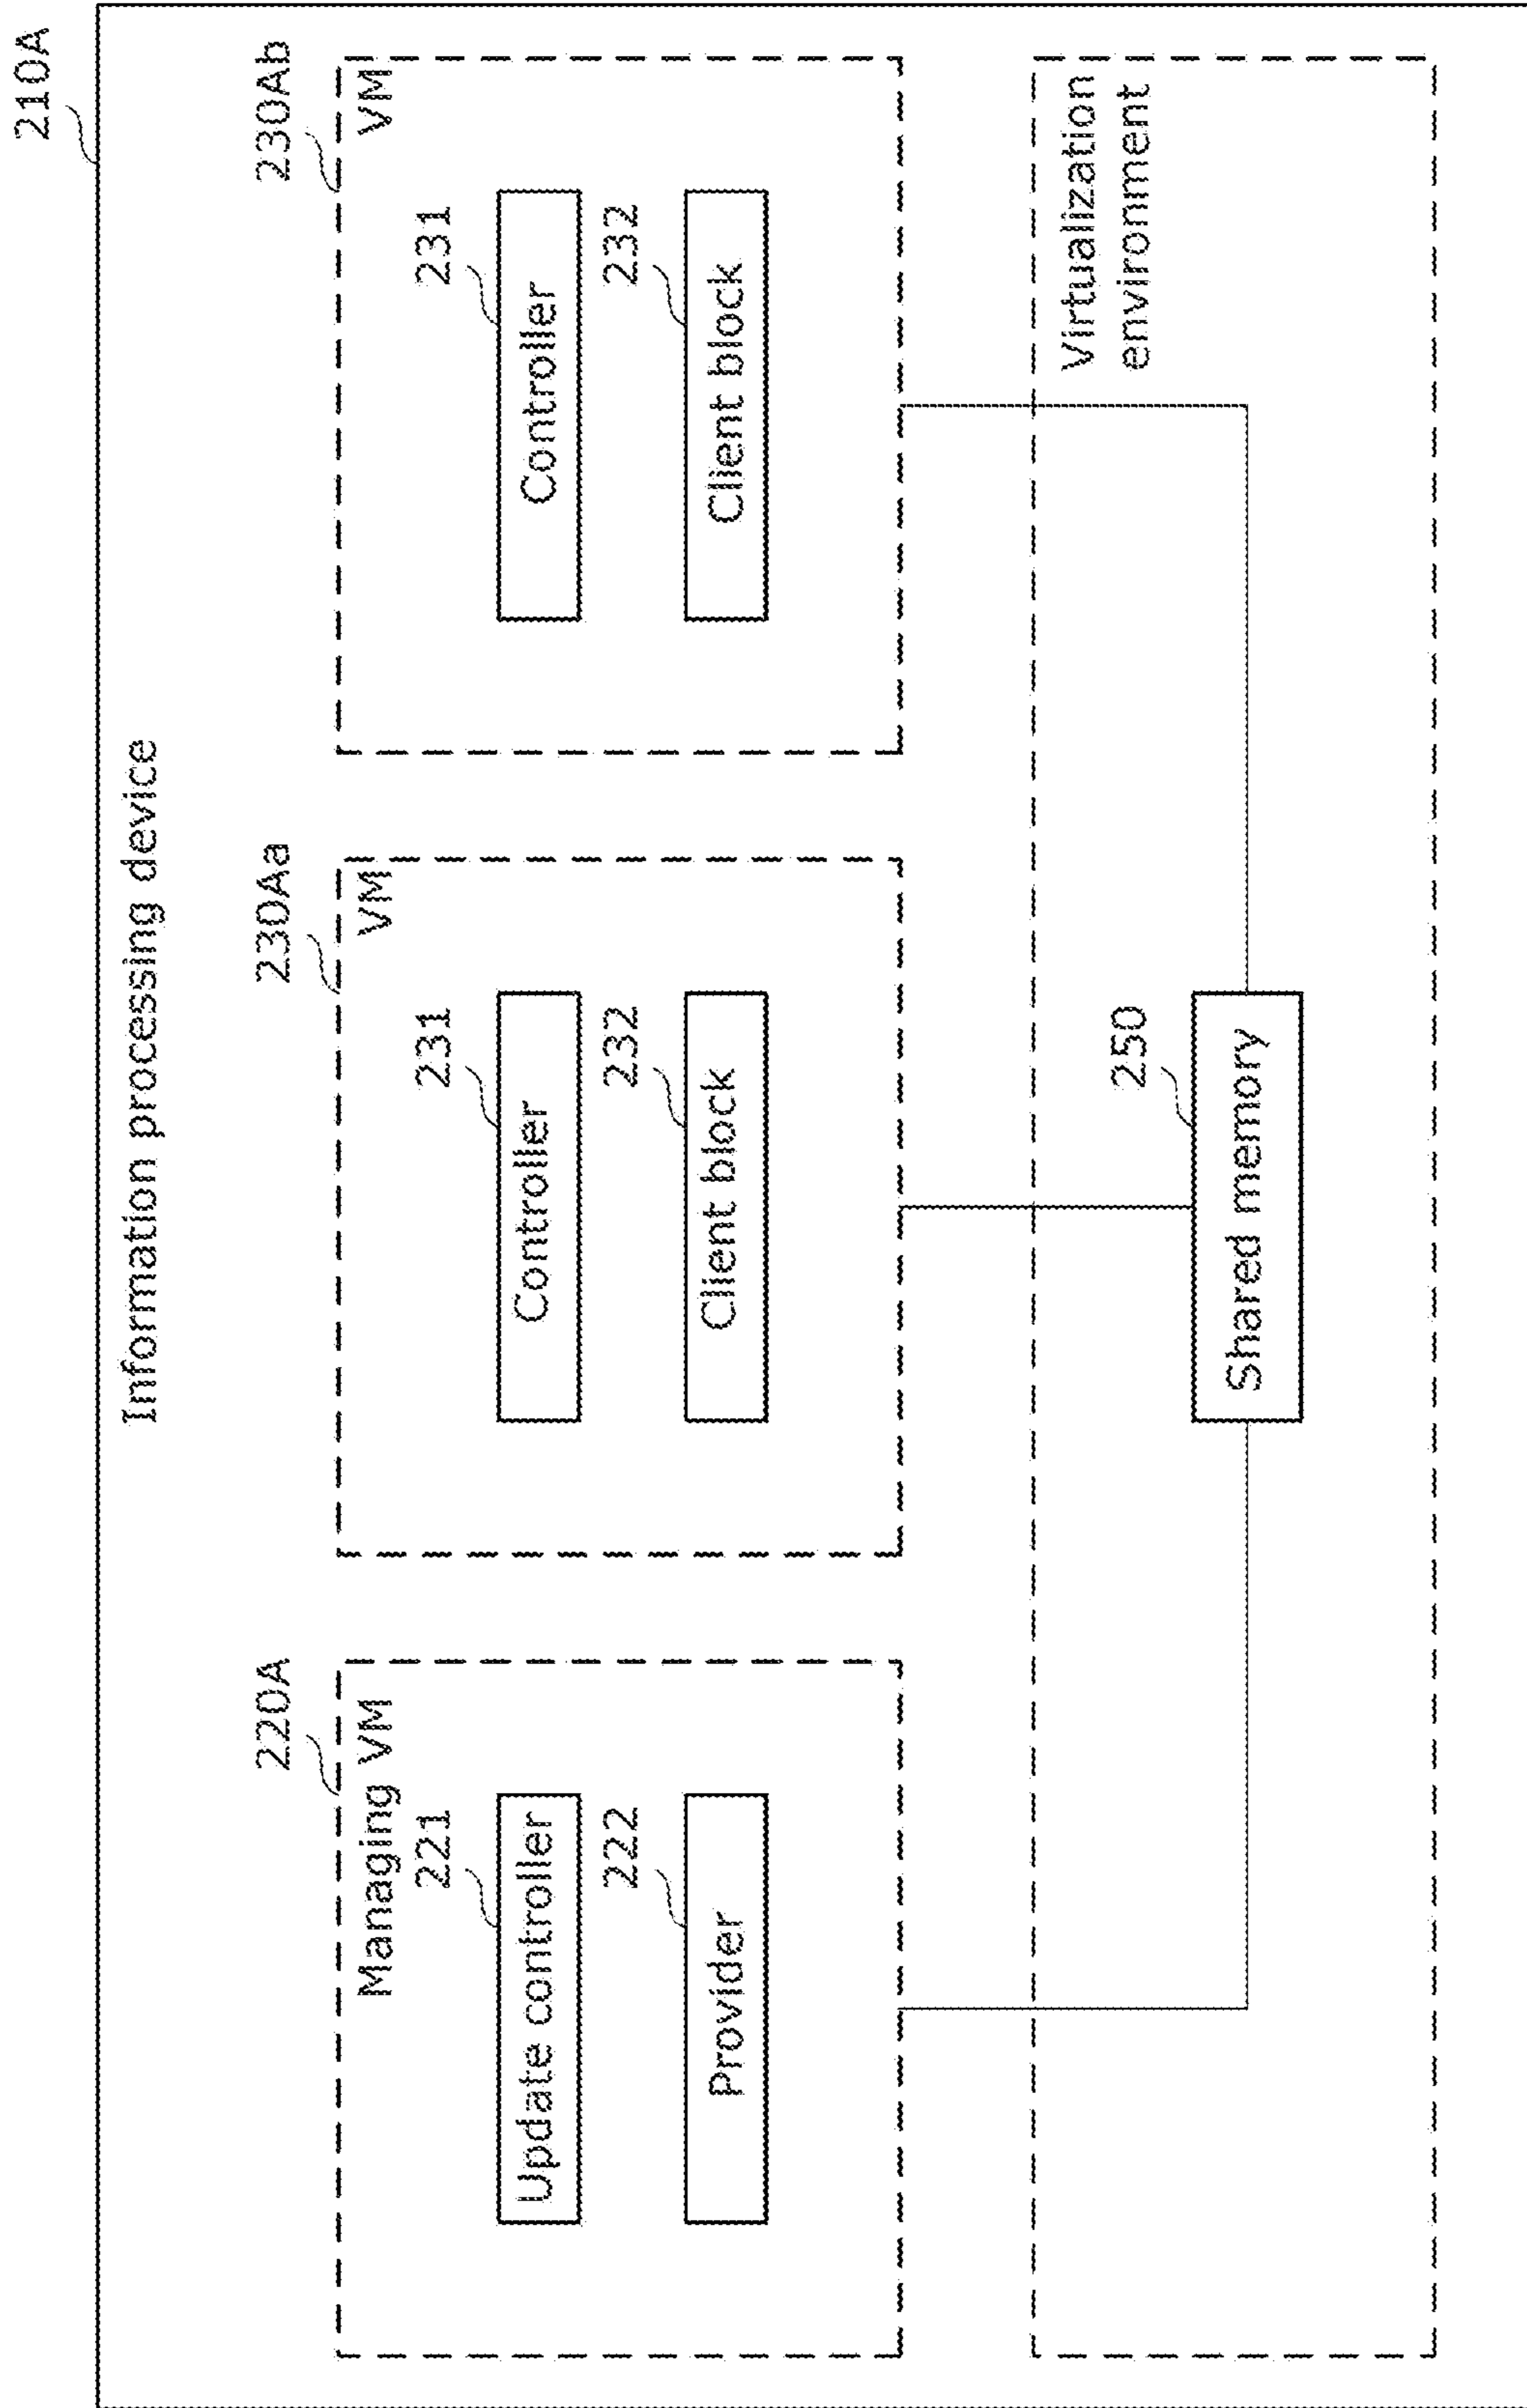 210A
Information processing device
220A
Managing VM
221
Update controller
222
Provider
230Aa
VM
231
Controller
232
Client block
230Ab
VM
231
Controller
232
Client block
Virtualization
environment
250
Shared memory